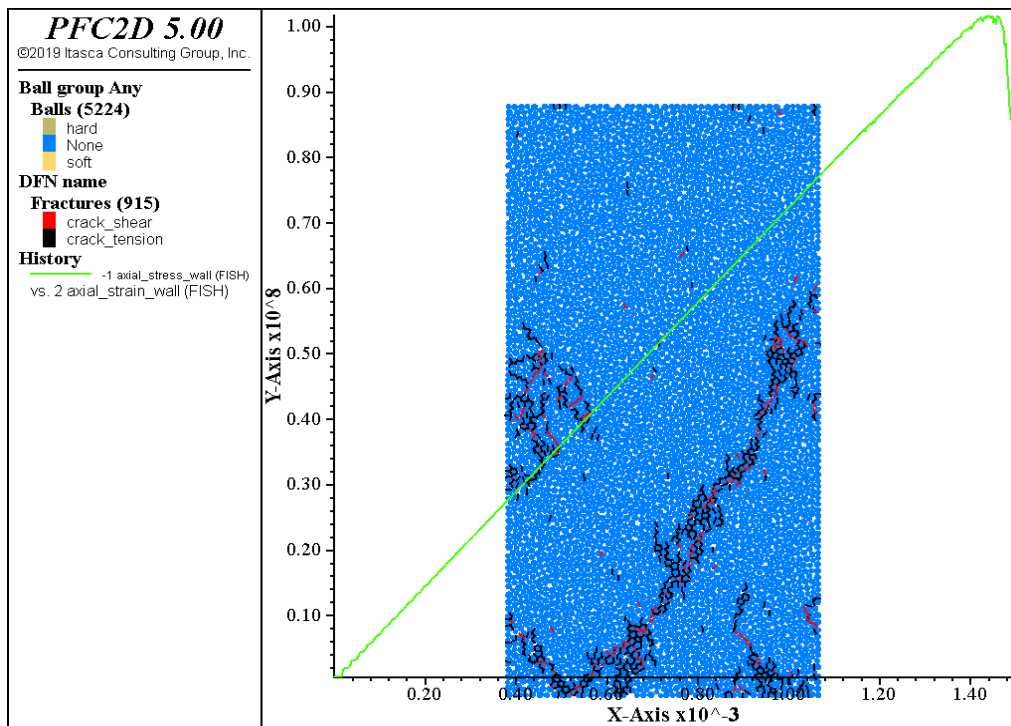 PFC2D 5.00
©2019 Itasca Consulting Group, Inc.
Ball group Any
Balls (5224)
hard
None
soft
DFN name
Fractures (915)
crack_shear
crack_tension
History
-1 axial_stress_wall (FISH)
vs. 2 axial_strain_wall (FISH)
Y-Axis x10^8
1.00
0.90
0.80
0.70
0.60
0.50
0.40
0.30
0.20
0.10
0.20
0.40
0.60
0.80
1.00
1.20
1.40
X-Axis x10^-3